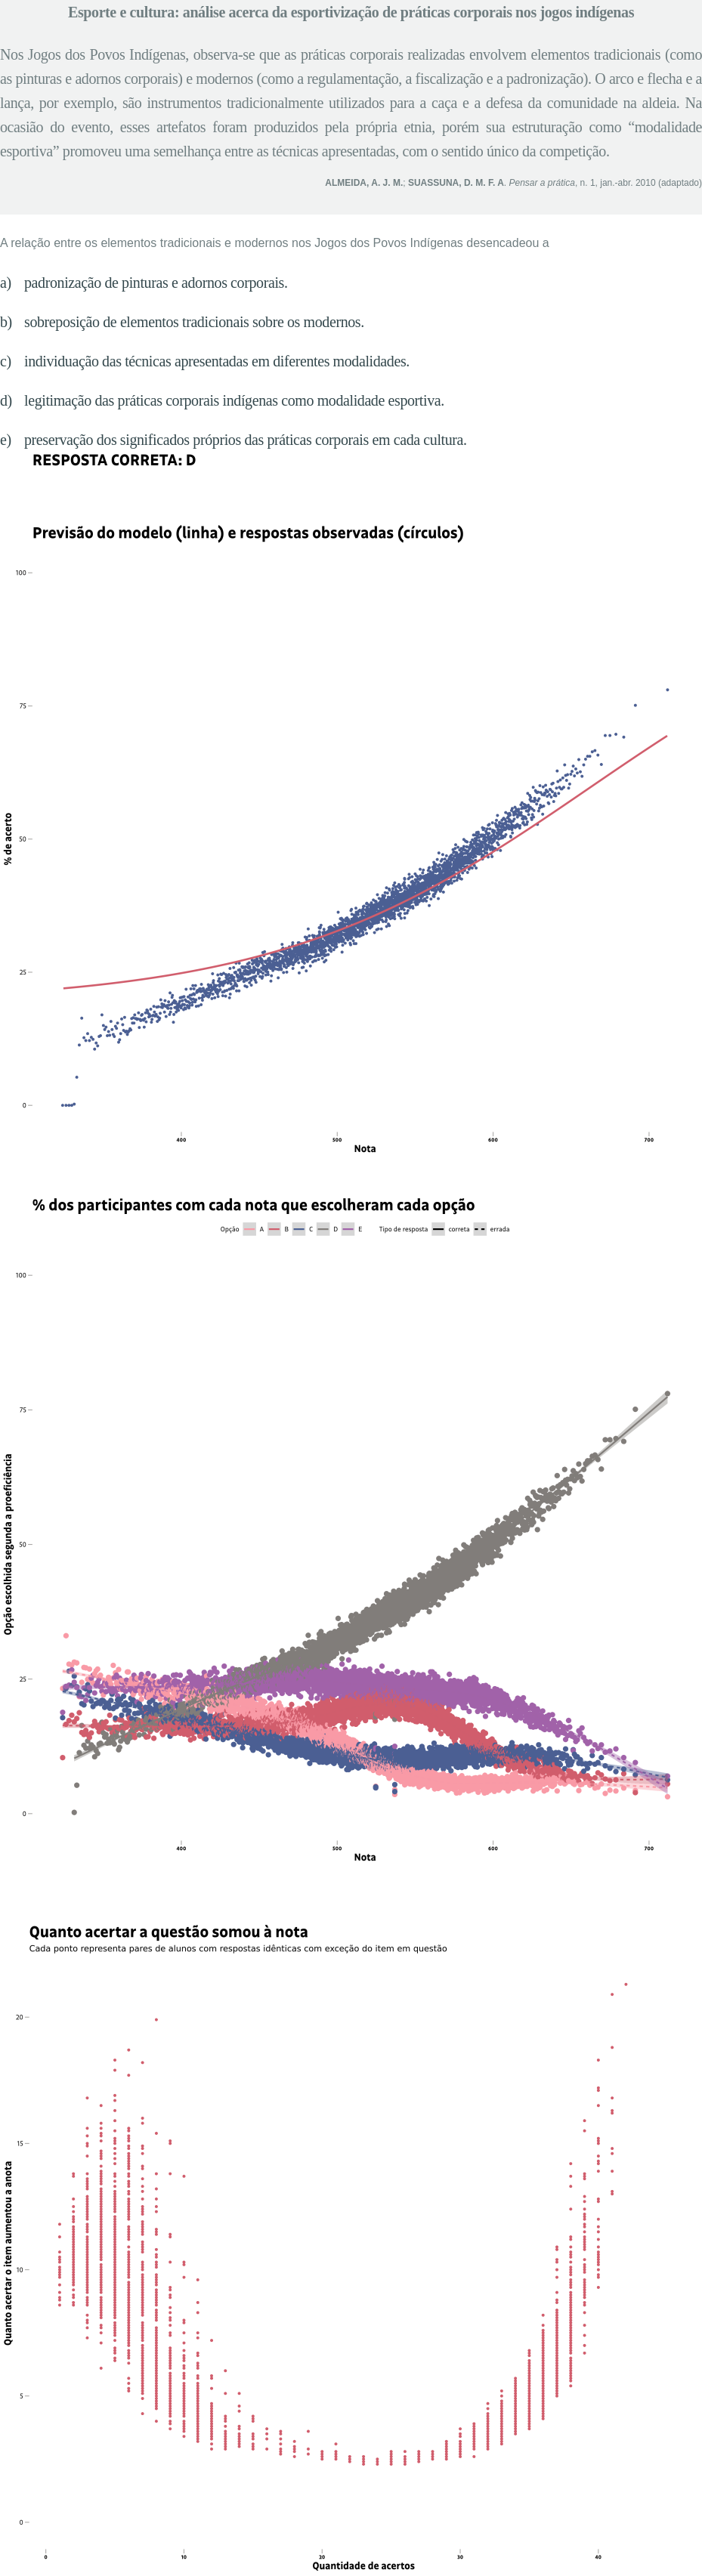 Esporte e cultura: análise acerca da esportivização de práticas corporais nos jogos indígenas
Nos Jogos dos Povos Indígenas, observa-se que as práticas corporais realizadas envolvem elementos tradicionais (como
as pinturas e adornos corporais) e modernos (como a regulamentação, a fiscalização e a padronização). O arco e flecha e a
lança, por exemplo, são instrumentos tradicionalmente utilizados para a caça e a defesa da comunidade na aldeia. Na
ocasião do evento, esses artefatos foram produzidos pela própria etnia, porém sua estruturação como “modalidade
esportiva” promoveu uma semelhança entre as técnicas apresentadas, com o sentido único da competição.
ALMEIDA, A. J. M.; SUASSUNA, D. M. F. A. Pensar a prática, n. 1, jan.-abr. 2010 (adaptado)
A relação entre os elementos tradicionais e modernos nos Jogos dos Povos Indígenas desencadeou a
a) padronização de pinturas e adornos corporais.
b) sobreposição de elementos tradicionais sobre os modernos.
c) individuação das técnicas apresentadas em diferentes modalidades.
d) legitimação das práticas corporais indígenas como modalidade esportiva.
e) preservação dos significados próprios das práticas corporais em cada cultura.
RESPOSTA CORRETA: D
Previsão do modelo (linha) e respostas observadas (círculos)
100
75
% de acerto
50
25
0
400 500 600 700
Nota
% dos participantes com cada nota que escolheram cada opção
Opção A B C D E Tipo de resposta correta errada
100
75
Opção escolhida segunda a proeficiência
50
25
0
400 500 600 700
Nota
Quanto acertar a questão somou à nota
Cada ponto representa pares de alunos com respostas idênticas com exceção do item em questão
20
15
Quanto acertar o item aumentou a anota
10
5
0
0 10 20 30 40
Quantidade de acertos